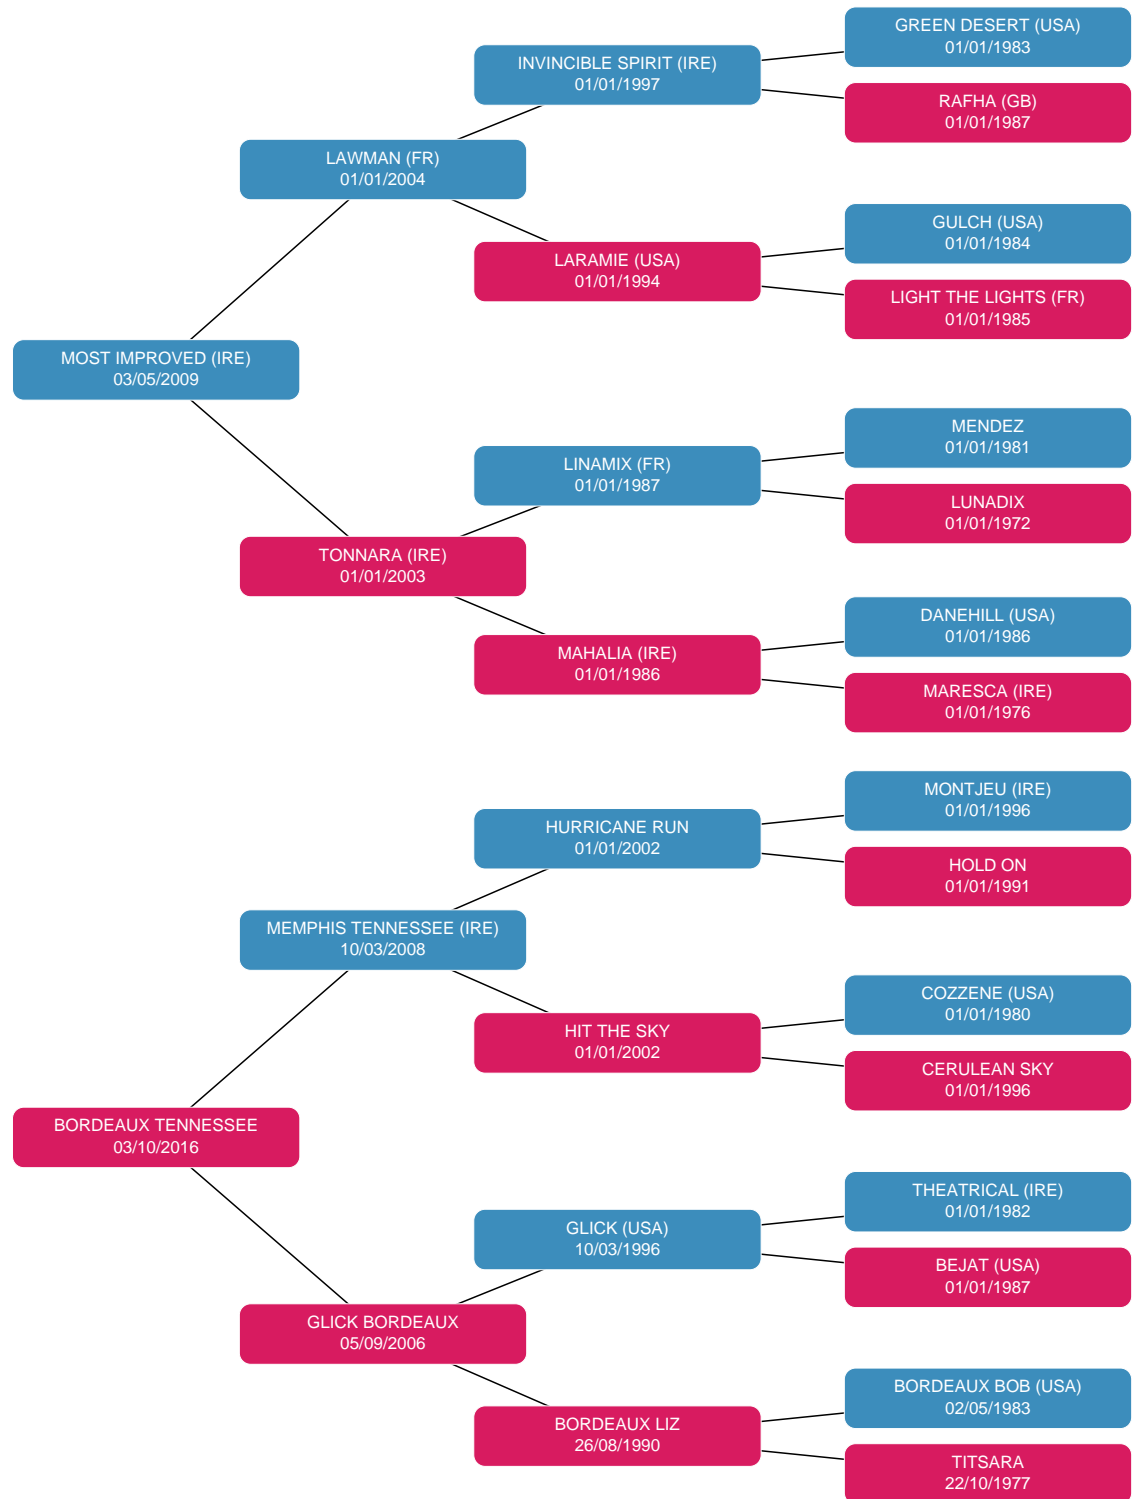 GREEN DESERT (USA)
01/01/1983
INVINCIBLE SPIRIT (IRE)
01/01/1997
RAFHA (GB)
01/01/1987
LAWMAN (FR)
01/01/2004
GULCH (USA)
01/01/1984
LARAMIE (USA)
01/01/1994
LIGHT THE LIGHTS (FR)
01/01/1985
MOST IMPROVED (IRE)
03/05/2009
MENDEZ
01/01/1981
LINAMIX (FR)
01/01/1987
LUNADIX
01/01/1972
TONNARA (IRE)
01/01/2003
DANEHILL (USA)
01/01/1986
MAHALIA (IRE)
01/01/1986
MARESCA (IRE)
01/01/1976
MONTJEU (IRE)
01/01/1996
HURRICANE RUN
01/01/2002
HOLD ON
01/01/1991
MEMPHIS TENNESSEE (IRE)
10/03/2008
COZZENE (USA)
01/01/1980
HIT THE SKY
01/01/2002
CERULEAN SKY
01/01/1996
BORDEAUX TENNESSEE
03/10/2016
THEATRICAL (IRE)
01/01/1982
GLICK (USA)
10/03/1996
BEJAT (USA)
01/01/1987
GLICK BORDEAUX
05/09/2006
BORDEAUX BOB (USA)
02/05/1983
BORDEAUX LIZ
26/08/1990
TITSARA
22/10/1977